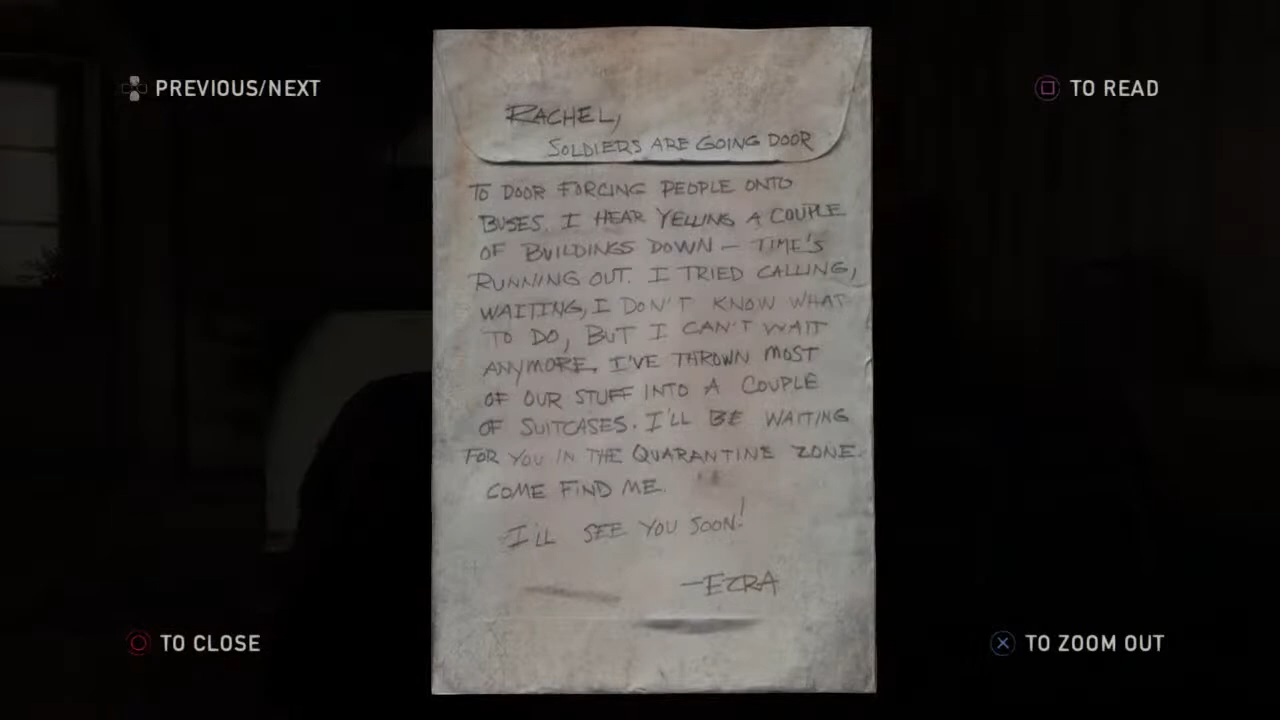 PREVIOUS/NEXT
TO READ
RACHEL,
SOLDIERS ARE GOING DOOR
TO DOOR FORCING PEOPLE ONTO
BUSES. I HEAR YELLING A COUPLE
OF BUILDINGS DOWN — TIME'S
RUNNING OUT. I TRIED CALLING,
WAITING, I DON'T KNOW WHAT
TO DO, BUT I CAN'T WAIT
ANYMORE. I'VE THROWN MOST
OF OUR STUFF INTO A COUPLE
OF SUITCASES. I'LL BE WAITING
FOR YOU IN THE QUARANTINE ZONE.
COME FIND ME.
I'LL SEE YOU SOON!
—EZRA
TO CLOSE
TO ZOOM OUT